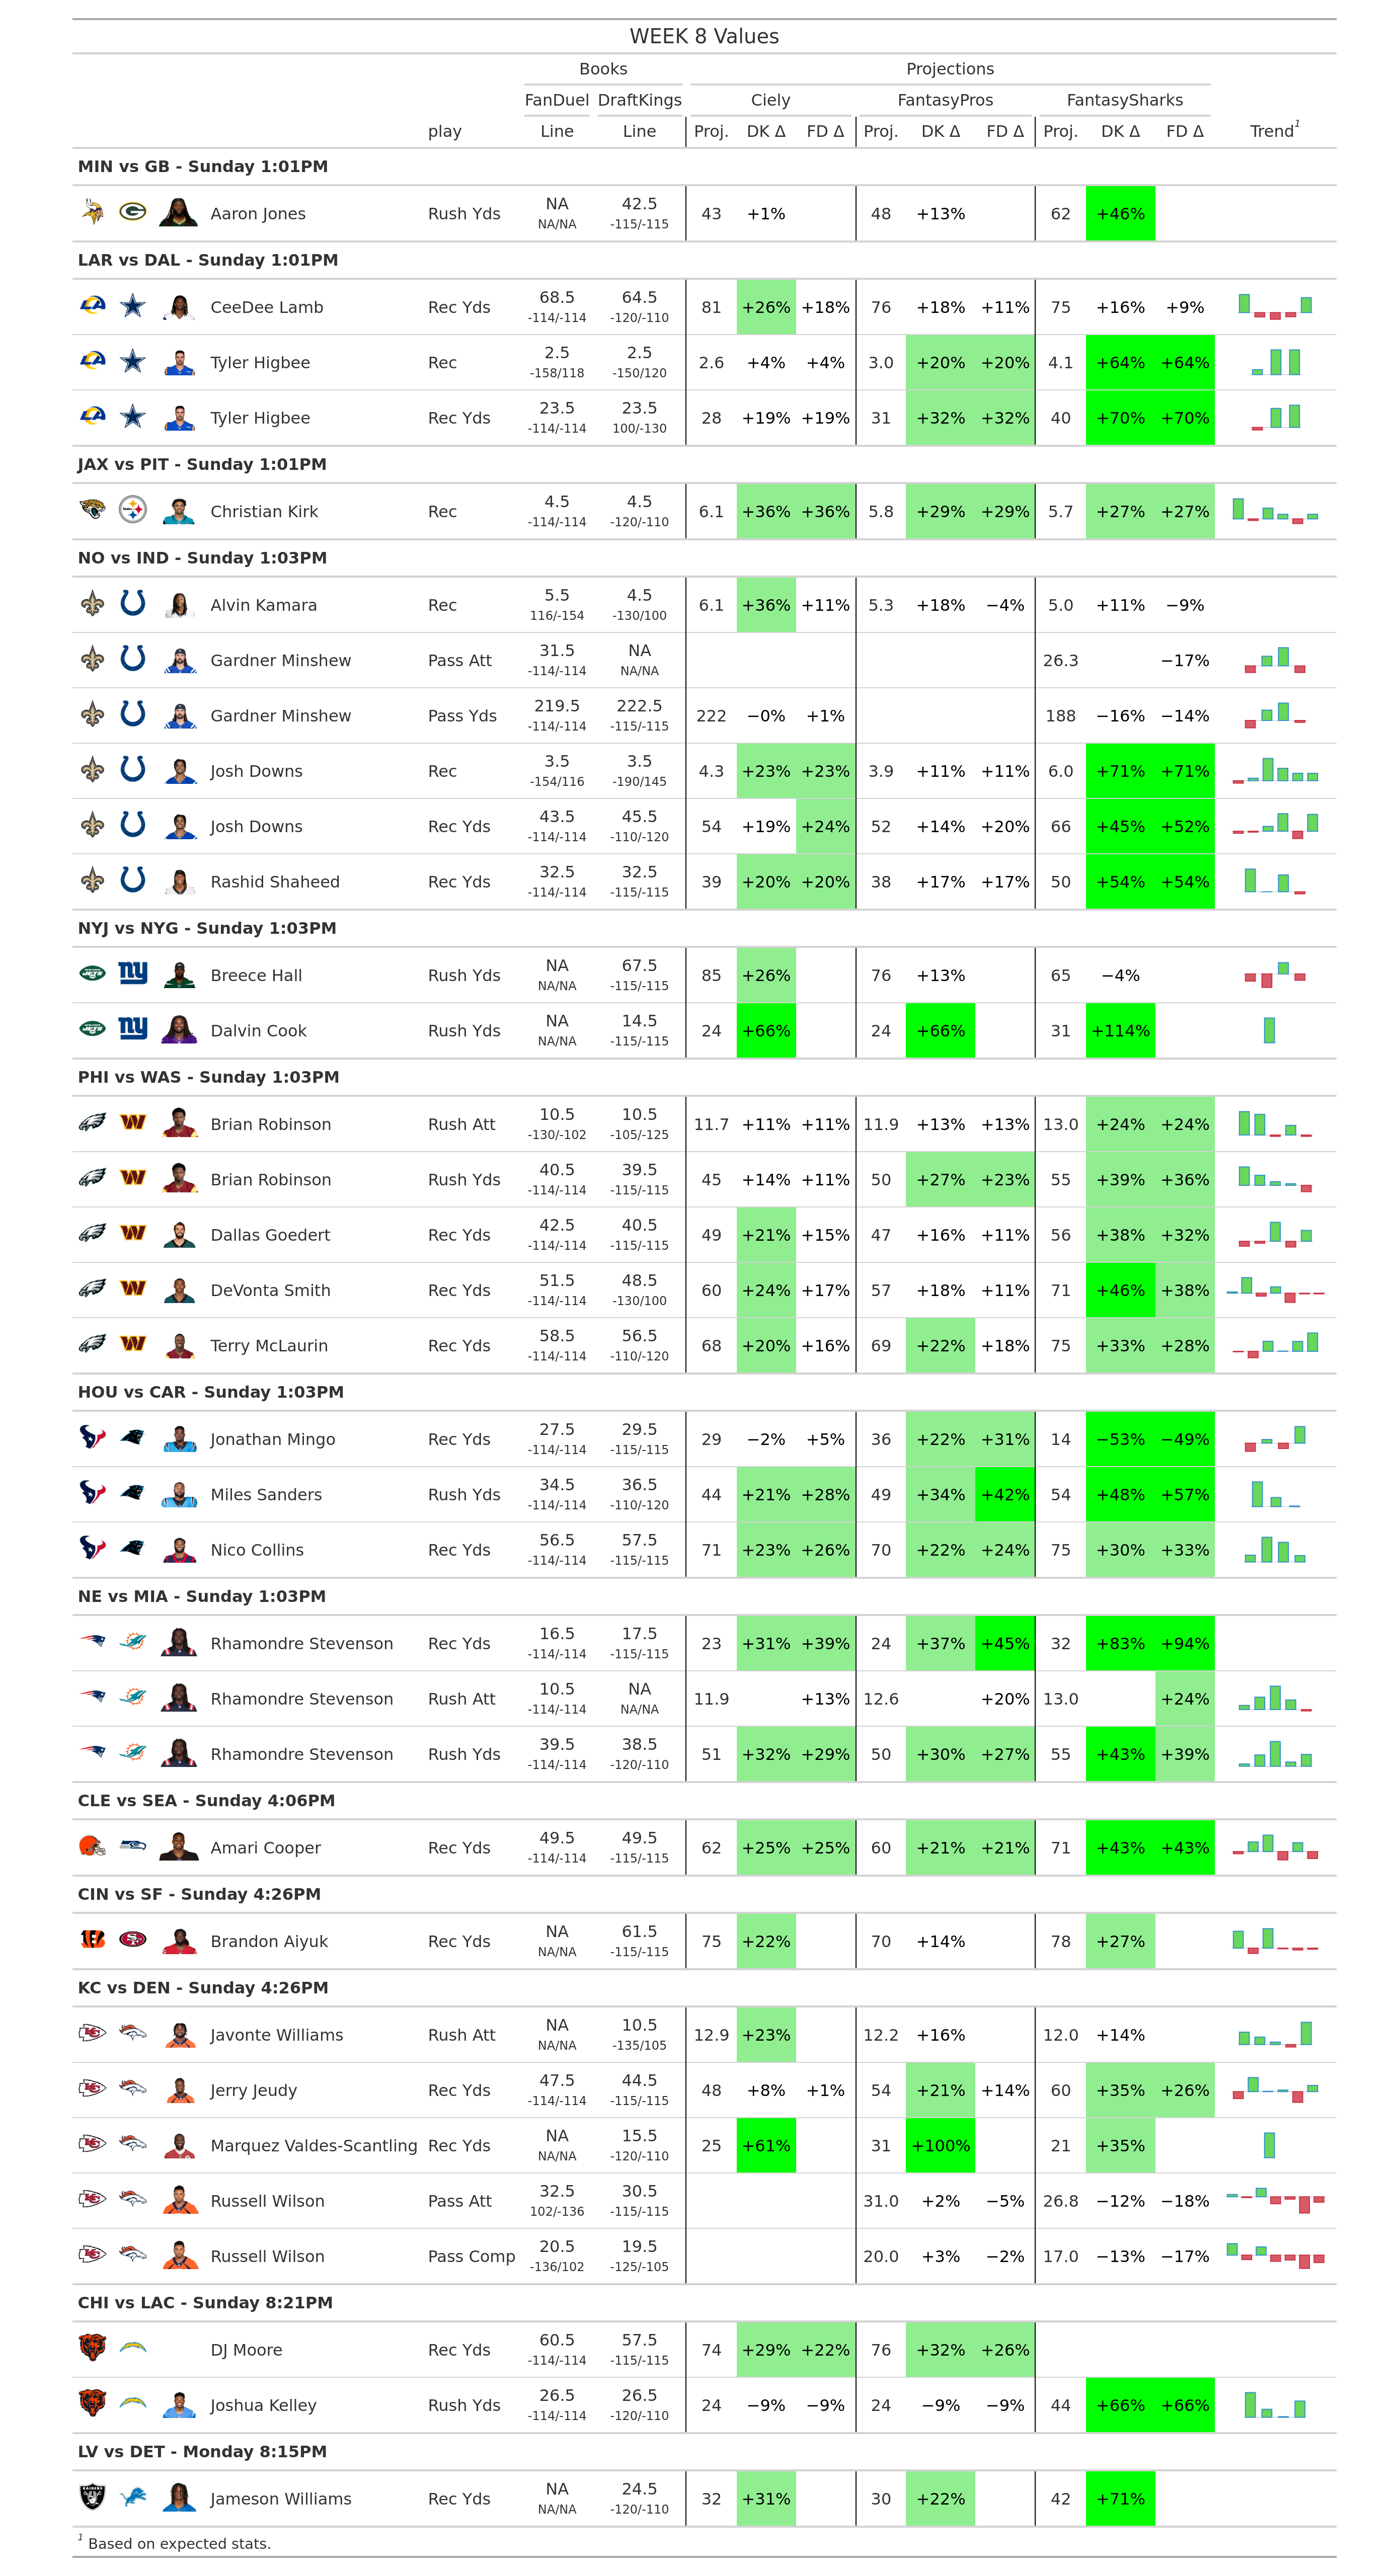 WEEK 8 Values
Books Projections
FanDuel DraftKings Ciely FantasyPros FantasySharks
play Line Line Proj. DK Δ FD Δ Proj. DK Δ FD Δ Proj. DK Δ FD Δ Trend1
MIN vs GB - Sunday 1:01PM
Aaron Jones Rush Yds NA 42.5 43 +1% 48 +13% 62 +46%
NA/NA -115/-115
LAR vs DAL - Sunday 1:01PM
CeeDee Lamb Rec Yds 68.5 64.5 81 +26% +18% 76 +18% +11% 75 +16% +9%
-114/-114 -120/-110
Tyler Higbee Rec 2.5 2.5 2.6 +4% +4% 3.0 +20% +20% 4.1 +64% +64%
-158/118 -150/120
Tyler Higbee Rec Yds 23.5 23.5 28 +19% +19% 31 +32% +32% 40 +70% +70%
-114/-114 100/-130
JAX vs PIT - Sunday 1:01PM
Christian Kirk Rec 4.5 4.5 6.1 +36% +36% 5.8 +29% +29% 5.7 +27% +27%
-114/-114 -120/-110
NO vs IND - Sunday 1:03PM
Alvin Kamara Rec 5.5 4.5 6.1 +36% +11% 5.3 +18% −4% 5.0 +11% −9%
116/-154 -130/100
Gardner Minshew Pass Att 31.5 NA 26.3 −17%
-114/-114 NA/NA
Gardner Minshew Pass Yds 219.5 222.5 222 −0% +1% 188 −16% −14%
-114/-114 -115/-115
Josh Downs Rec 3.5 3.5 4.3 +23% +23% 3.9 +11% +11% 6.0 +71% +71%
-154/116 -190/145
Josh Downs Rec Yds 43.5 45.5 54 +19% +24% 52 +14% +20% 66 +45% +52%
-114/-114 -110/-120
Rashid Shaheed Rec Yds 32.5 32.5 39 +20% +20% 38 +17% +17% 50 +54% +54%
-114/-114 -115/-115
NYJ vs NYG - Sunday 1:03PM
Breece Hall Rush Yds NA 67.5 85 +26% 76 +13% 65 −4%
NA/NA -115/-115
Dalvin Cook Rush Yds NA 14.5 24 +66% 24 +66% 31 +114%
NA/NA -115/-115
PHI vs WAS - Sunday 1:03PM
Brian Robinson Rush Att 10.5 10.5 11.7 +11% +11% 11.9 +13% +13% 13.0 +24% +24%
-130/-102 -105/-125
Brian Robinson Rush Yds 40.5 39.5 45 +14% +11% 50 +27% +23% 55 +39% +36%
-114/-114 -115/-115
Dallas Goedert Rec Yds 42.5 40.5 49 +21% +15% 47 +16% +11% 56 +38% +32%
-114/-114 -115/-115
DeVonta Smith Rec Yds 51.5 48.5 60 +24% +17% 57 +18% +11% 71 +46% +38%
-114/-114 -130/100
Terry McLaurin Rec Yds 58.5 56.5 68 +20% +16% 69 +22% +18% 75 +33% +28%
-114/-114 -110/-120
HOU vs CAR - Sunday 1:03PM
Jonathan Mingo Rec Yds 27.5 29.5 29 −2% +5% 36 +22% +31% 14 −53% −49%
-114/-114 -115/-115
Miles Sanders Rush Yds 34.5 36.5 44 +21% +28% 49 +34% +42% 54 +48% +57%
-114/-114 -110/-120
Nico Collins Rec Yds 56.5 57.5 71 +23% +26% 70 +22% +24% 75 +30% +33%
-114/-114 -115/-115
NE vs MIA - Sunday 1:03PM
Rhamondre Stevenson Rec Yds 16.5 17.5 23 +31% +39% 24 +37% +45% 32 +83% +94%
-114/-114 -115/-115
Rhamondre Stevenson Rush Att 10.5 NA 11.9 +13% 12.6 +20% 13.0 +24%
-114/-114 NA/NA
Rhamondre Stevenson Rush Yds 39.5 38.5 51 +32% +29% 50 +30% +27% 55 +43% +39%
-114/-114 -120/-110
CLE vs SEA - Sunday 4:06PM
Amari Cooper Rec Yds 49.5 49.5 62 +25% +25% 60 +21% +21% 71 +43% +43%
-114/-114 -115/-115
CIN vs SF - Sunday 4:26PM
Brandon Aiyuk Rec Yds NA 61.5 75 +22% 70 +14% 78 +27%
NA/NA -115/-115
KC vs DEN - Sunday 4:26PM
Javonte Williams Rush Att NA 10.5 12.9 +23% 12.2 +16% 12.0 +14%
NA/NA -135/105
Jerry Jeudy Rec Yds 47.5 44.5 48 +8% +1% 54 +21% +14% 60 +35% +26%
-114/-114 -115/-115
Marquez Valdes-Scantling Rec Yds NA 15.5 25 +61% 31 +100% 21 +35%
NA/NA -120/-110
Russell Wilson Pass Att 32.5 30.5 31.0 +2% −5% 26.8 −12% −18%
102/-136 -115/-115
Russell Wilson Pass Comp 20.5 19.5 20.0 +3% −2% 17.0 −13% −17%
-136/102 -125/-105
CHI vs LAC - Sunday 8:21PM
DJ Moore Rec Yds 60.5 57.5 74 +29% +22% 76 +32% +26%
-114/-114 -115/-115
Joshua Kelley Rush Yds 26.5 26.5 24 −9% −9% 24 −9% −9% 44 +66% +66%
-114/-114 -120/-110
LV vs DET - Monday 8:15PM
Jameson Williams Rec Yds NA 24.5 32 +31% 30 +22% 42 +71%
NA/NA -120/-110
1 Based on expected stats.